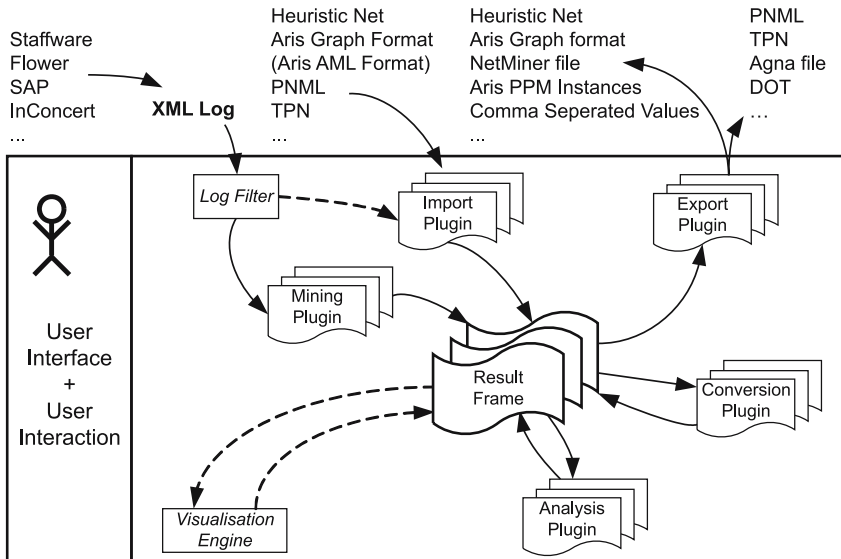 Staffware
Flower
SAP
InConcert
...
XML Log
Heuristic Net
Aris Graph Format
(Aris AML Format)
PNML
TPN
...
Heuristic Net
Aris Graph format
NetMiner file
Aris PPM Instances
Comma Seperated Values
...
PNML
TPN
Agna file
DOT
...
Log Filter
Import
Plugin
Export
Plugin
Mining
Plugin
User
Interface
+
User
Interaction
Result
Frame
Conversion
Plugin
Visualisation
Engine
Analysis
Plugin